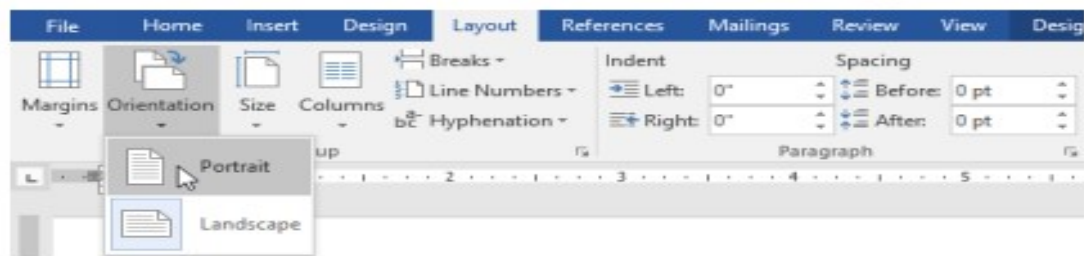 File Home Insert Design Layout References Mailings Review View Desig
Breaks Indent Spacing
Line Numbers Left: 0" Before: 0 pt
Margins Orientation Size Columns
Hyphenation Right: 0" After: 0 pt
up Paragraph
Portrait
2 3 4 5
Landscape